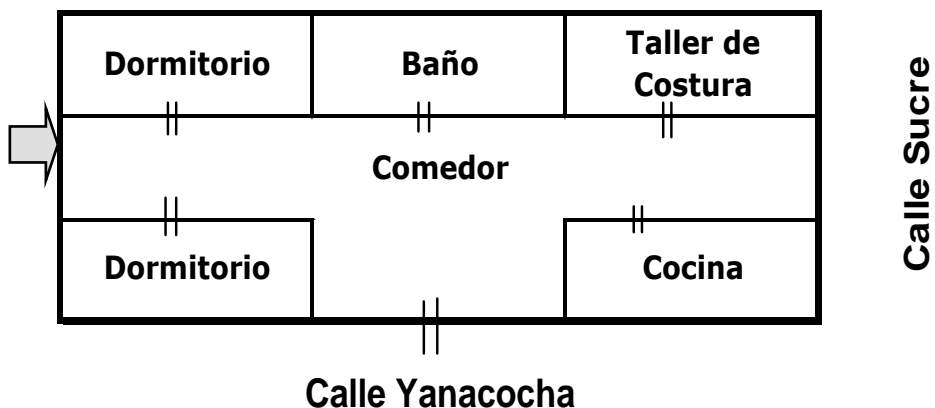 Dormitorio
Baño
Taller de
Costura
Comedor
Dormitorio
Cocina
Calle Yanacocha
Calle Sucre